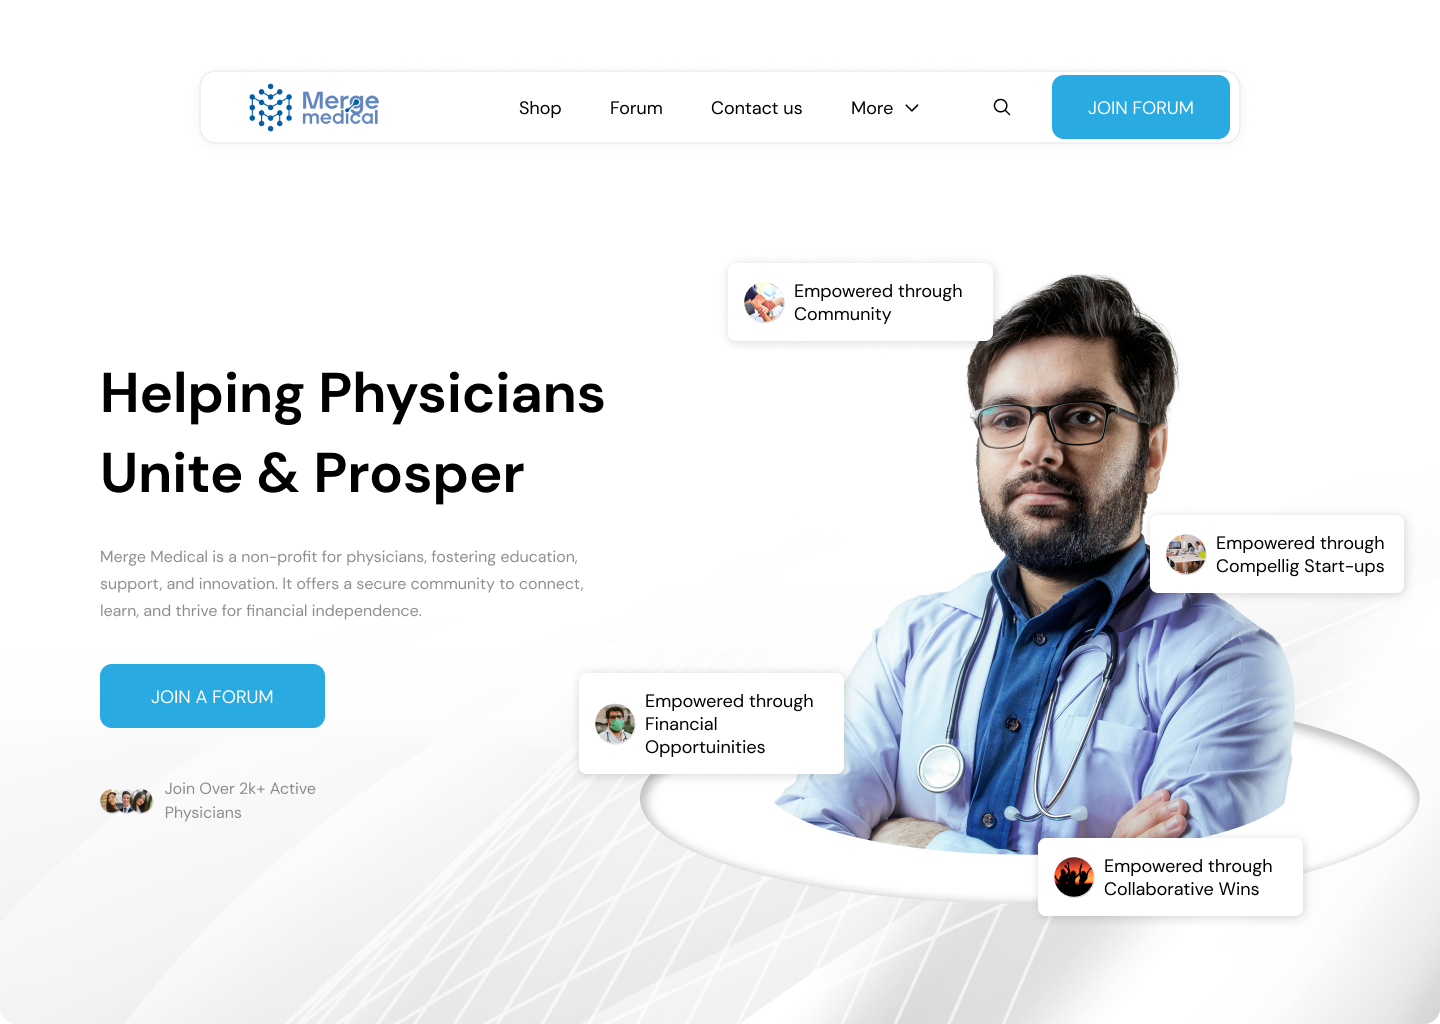 Merge
medical
Shop
Forum
Contact us
More
JOIN FORUM
Empowered through
Community
Helping Physicians
Unite & Prosper
Empowered through
Compellig Start-ups
Merge Medical is a non-profit for physicians, fostering education,
support, and innovation. It offers a secure community to connect,
learn, and thrive for financial independence.
JOIN A FORUM
Empowered through
Financial
Opportuinities
Join Over 2k+ Active
Physicians
Empowered through
Collaborative Wins